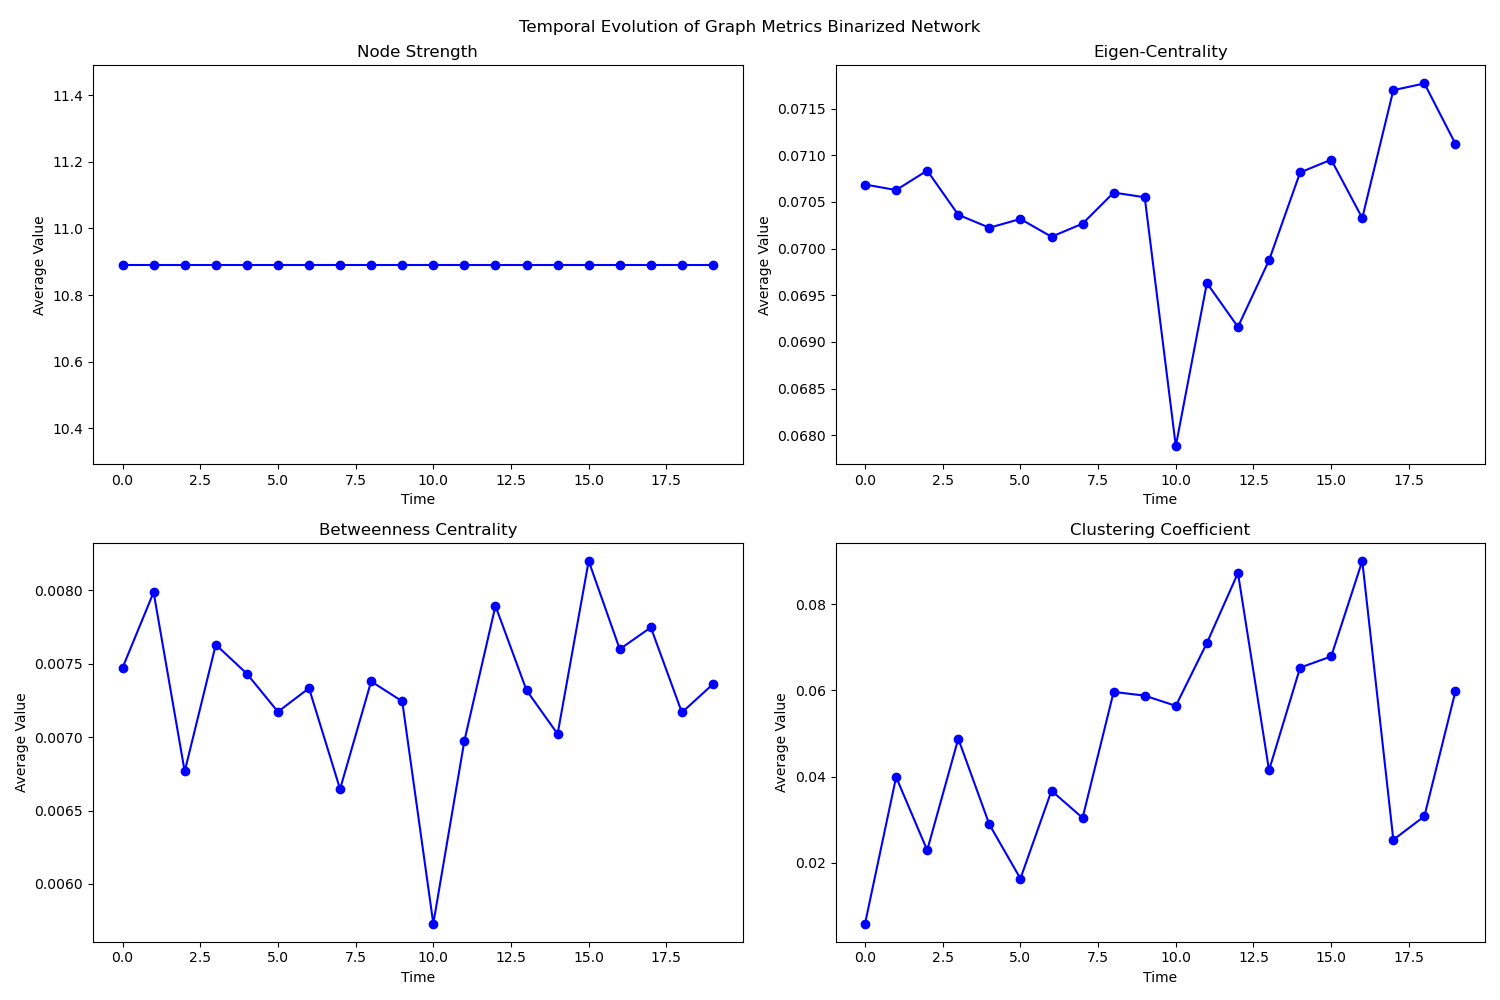 Temporal Evolution of Graph Metrics Binarized Network
Node Strength
Average Value
11.4
11.2
11.0
10.8
10.6
10.4
0.0 2.5 5.0 7.5 10.0 12.5 15.0 17.5
Time
Eigen-Centrality
Average Value
0.0715
0.0710
0.0705
0.0700
0.0695
0.0690
0.0685
0.0680
0.0 2.5 5.0 7.5 10.0 12.5 15.0 17.5
Time
Betweenness Centrality
Average Value
0.0080
0.0075
0.0070
0.0065
0.0060
0.0 2.5 5.0 7.5 10.0 12.5 15.0 17.5
Time
Clustering Coefficient
Average Value
0.08
0.06
0.04
0.02
0.0 2.5 5.0 7.5 10.0 12.5 15.0 17.5
Time